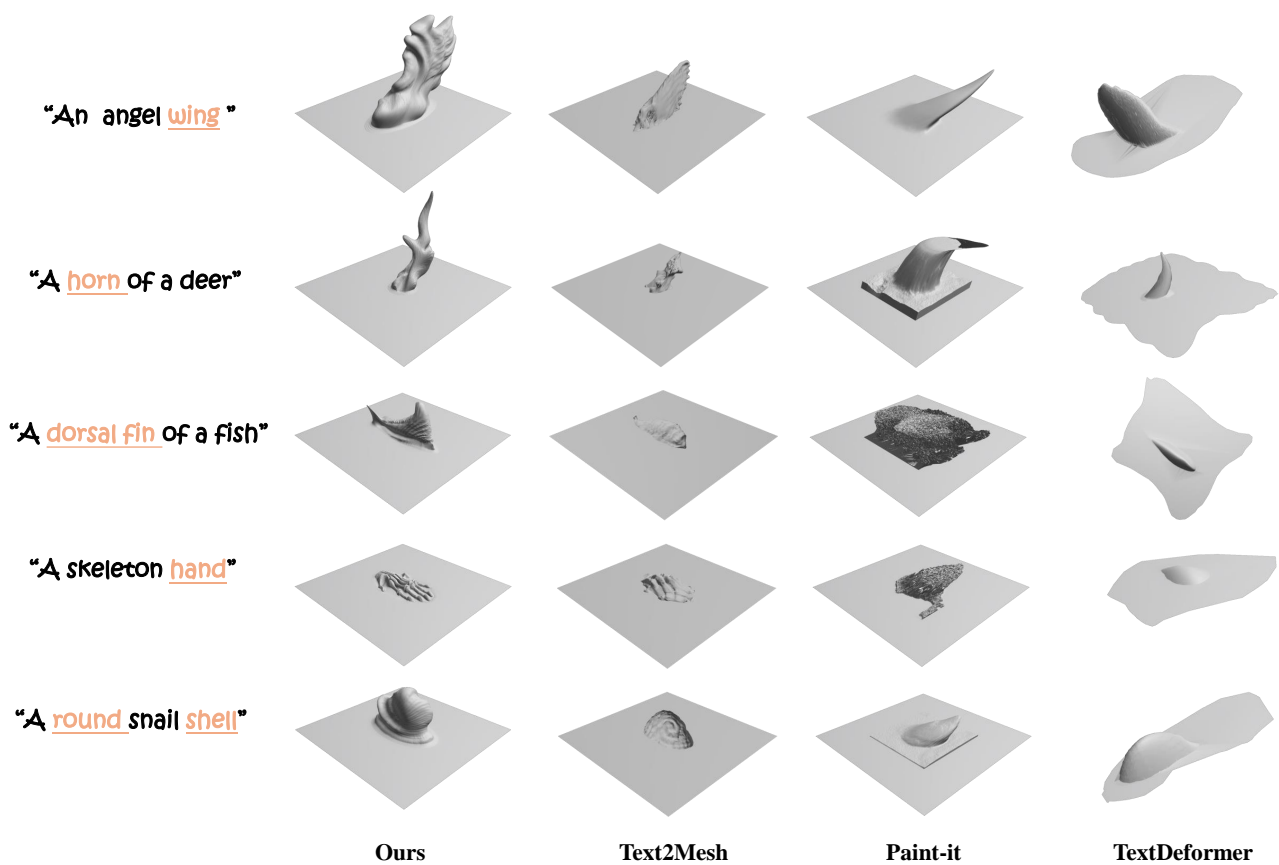 “An angel wing ”
“A horn of a deer”
“A dorsal fin of a fish”
“A skeleton hand”
“A round snail shell”
Ours Text2Mesh Paint-it TextDeformer